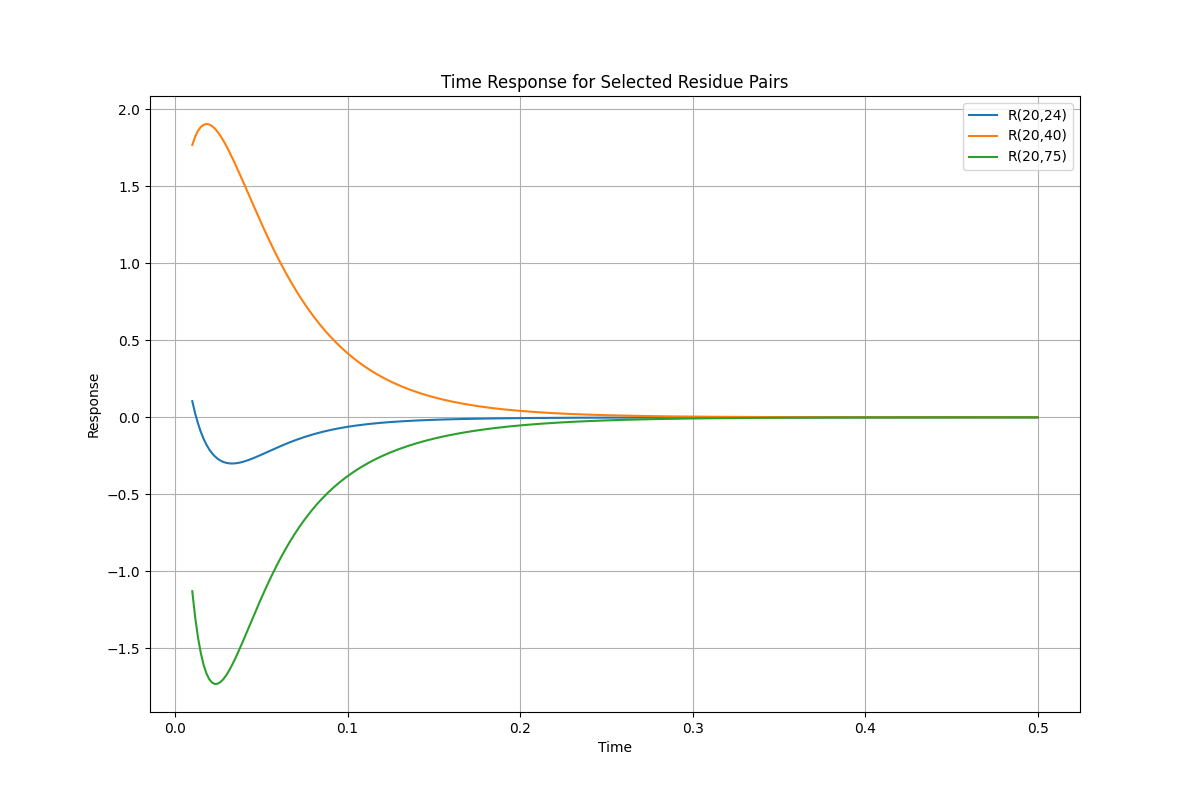 Time Response for Selected Residue Pairs
R(20,24)
R(20,40)
R(20,75)
Response
2.0
1.5
1.0
0.5
0.0
−0.5
−1.0
−1.5
0.0 0.1 0.2 0.3 0.4 0.5
Time